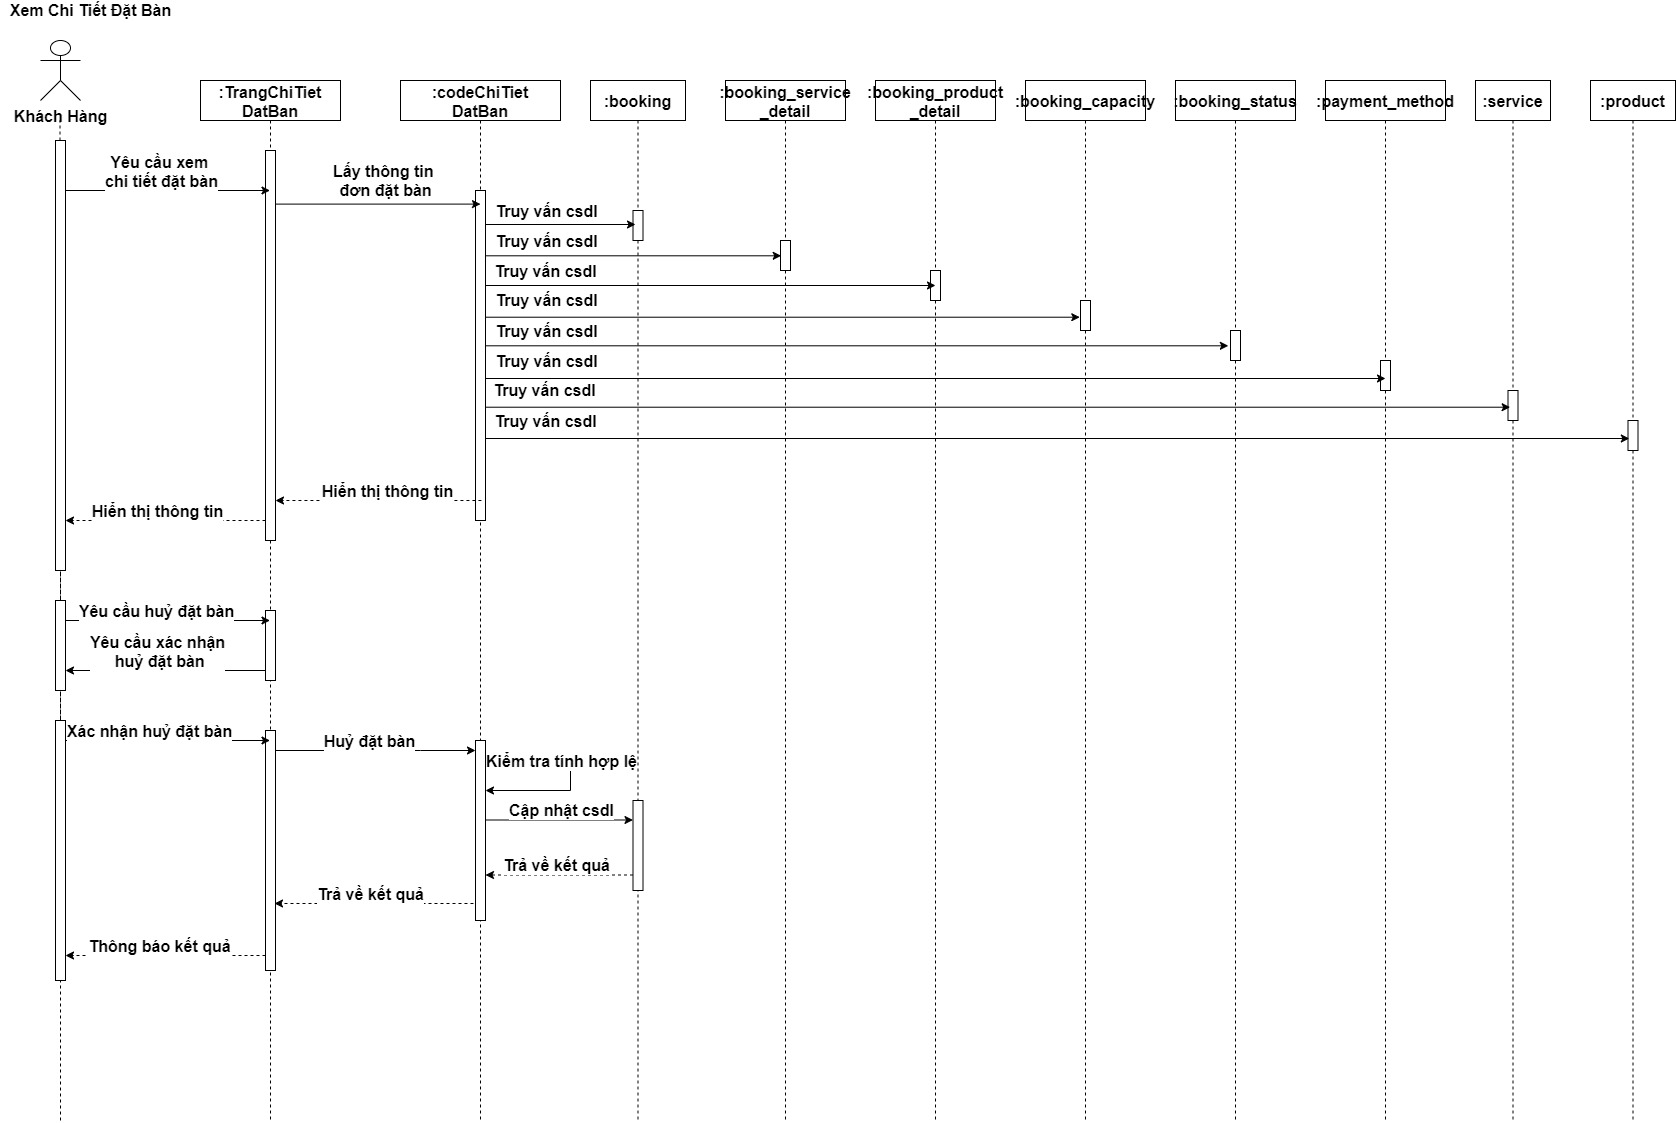 Xem Chi Tiết Đặt Bàn
Khách Hàng
:TrangChiTiet
DatBan
:codeChiTiet
DatBan
:booking
:booking_service
_detail
:booking_product
_detail
:booking_capacity
:booking_status
:payment_method
:service
:product
Yêu cầu xem
chi tiết đặt bàn
Lấy thông tin
đơn đặt bàn
Truy vấn csdl
Truy vấn csdl
Truy vấn csdl
Truy vấn csdl
Truy vấn csdl
Truy vấn csdl
Truy vấn csdl
Truy vấn csdl
Hiển thị thông tin
Hiển thị thông tin
Yêu cầu huỷ đặt bàn
Yêu cầu xác nhận
huỷ đặt bàn
Xác nhận huỷ đặt bàn
Huỷ đặt bàn
Kiểm tra tính hợp lệ
Cập nhật csdl
Trả về kết quả
Trả về kết quả
Thông báo kết quả